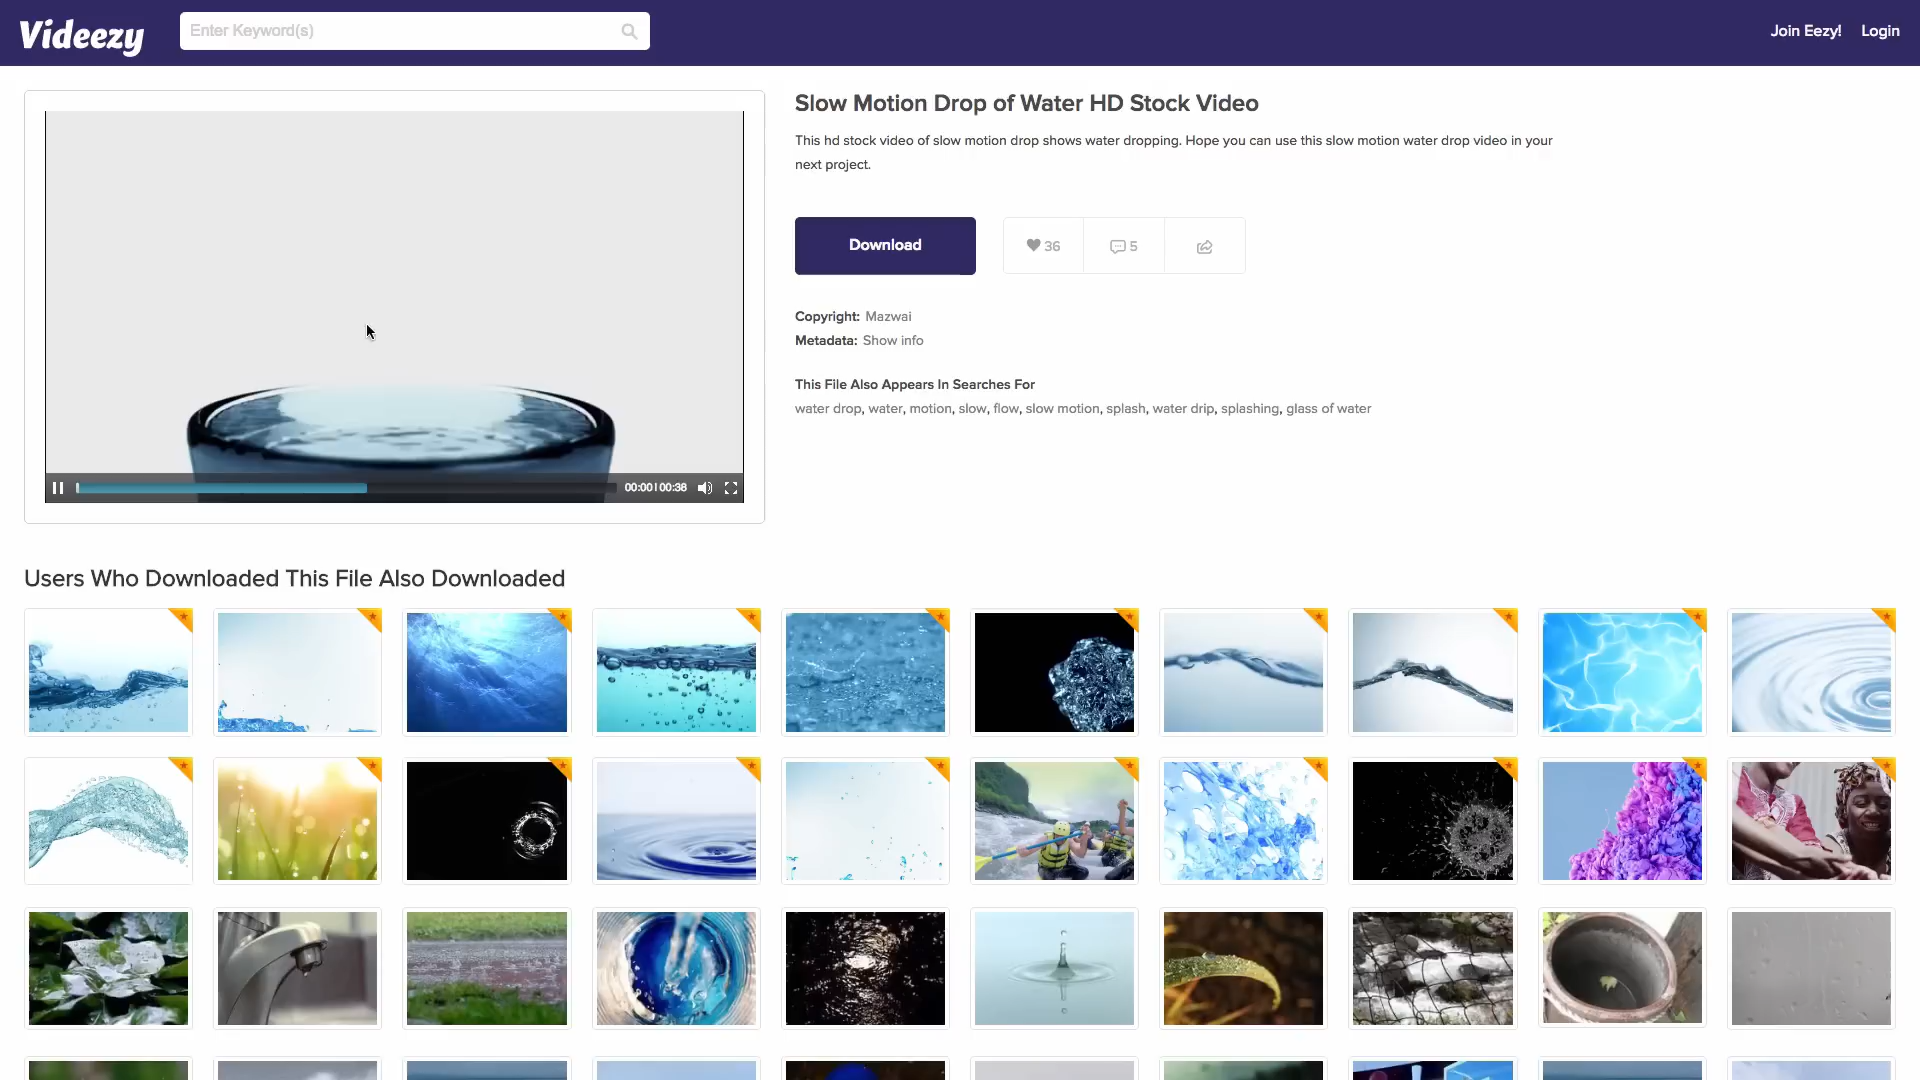 Videezy
Enter Keyword(s)
Join Eezy!
Login
Slow Motion Drop of Water HD Stock Video
This hd stock video of slow motion drop shows water dropping. Hope you can use this slow motion water drop video in your
next project.
Download
36
5
Copyright: Mazwai
Metadata: Show info
This File Also Appears In Searches For
water drop, water, motion, slow, flow, slow motion, splash, water drip, splashing, glass of water
00:00|00:38
Users Who Downloaded This File Also Downloaded